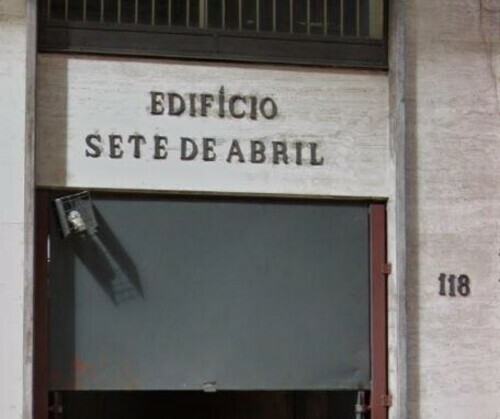 EDIFÍCIO
SETE DE ABRIL
118